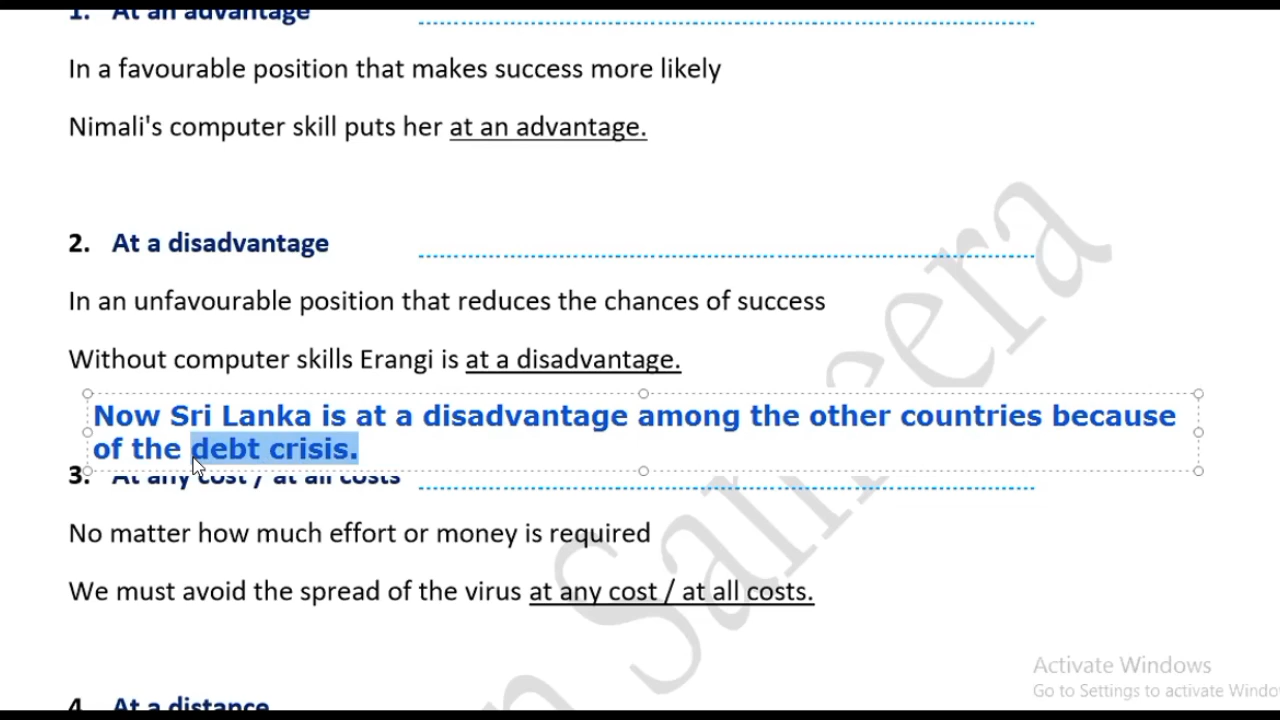 1. At an advantage
In a favourable position that makes success more likely
Nimali's computer skill puts her at an advantage.
2. At a disadvantage
In an unfavourable position that reduces the chances of success
Without computer skills Erangi is at a disadvantage.
Now Sri Lanka is at a disadvantage among the other countries because
of the debt crisis.
3. At any cost / at all costs
No matter how much effort or money is required
We must avoid the spread of the virus at any cost / at all costs.
Activate Windows
Go to Settings to activate Windo
4. At a distance